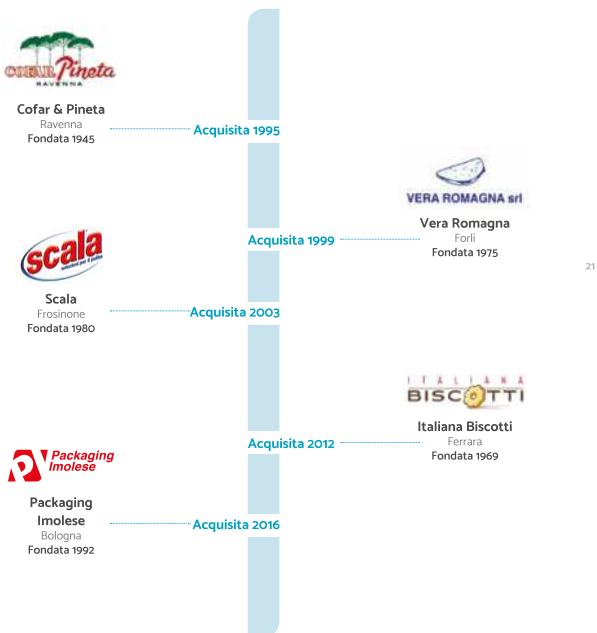 COFAR Pineta
RAVENNA
Cofar & Pineta
Ravenna
Fondata 1945
Acquisita 1995
VERA ROMAGNA srl
Vera Romagna
Forlì
Fondata 1975
Acquisita 1999
21
scala
Scala
Frosinone
Fondata 1980
Acquisita 2003
ITALIANA
BISCOTTI
Italiana Biscotti
Ferrara
Fondata 1969
Acquisita 2012
Packaging
Imolese
Packaging
Imolese
Bologna
Fondata 1992
Acquisita 2016